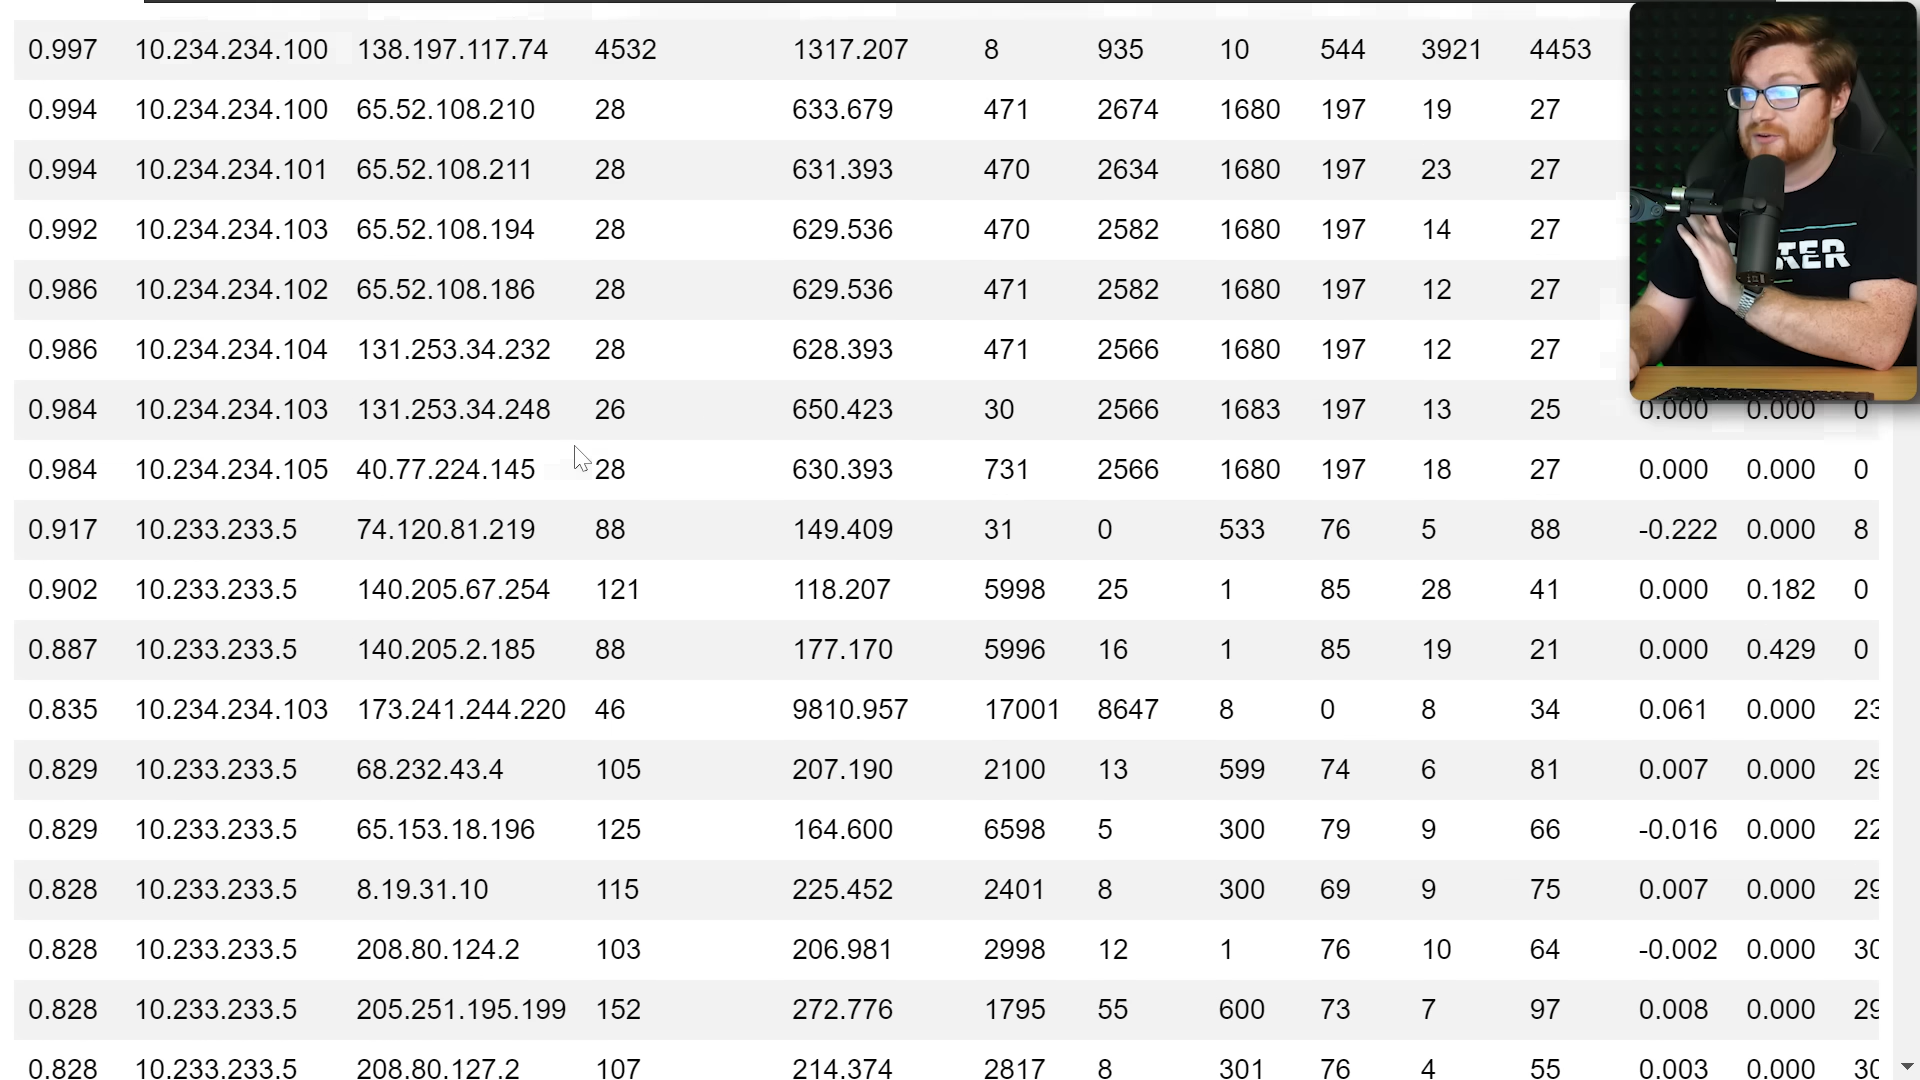 0.997 10.234.234.100 138.197.117.74 4532 1317.207 8 935 10 544 3921 4453
0.994 10.234.234.100 65.52.108.210 28 633.679 471 2674 1680 197 19 27
0.994 10.234.234.101 65.52.108.211 28 631.393 470 2634 1680 197 23 27
0.992 10.234.234.103 65.52.108.194 28 629.536 470 2582 1680 197 14 27
0.986 10.234.234.102 65.52.108.186 28 629.536 471 2582 1680 197 12 27
0.986 10.234.234.104 131.253.34.232 28 628.393 471 2566 1680 197 12 27
0.984 10.234.234.103 131.253.34.248 26 650.423 30 2566 1683 197 13 25 0.000 0.000 0
0.984 10.234.234.105 40.77.224.145 28 630.393 731 2566 1680 197 18 27 0.000 0.000 0
0.917 10.233.233.5 74.120.81.219 88 149.409 31 0 533 76 5 88 -0.222 0.000 8
0.902 10.233.233.5 140.205.67.254 121 118.207 5998 25 1 85 28 41 0.000 0.182 0
0.887 10.233.233.5 140.205.2.185 88 177.170 5996 16 1 85 19 21 0.000 0.429 0
0.835 10.234.234.103 173.241.244.220 46 9810.957 17001 8647 8 0 8 34 0.061 0.000 23
0.829 10.233.233.5 68.232.43.4 105 207.190 2100 13 599 74 6 81 0.007 0.000 29
0.829 10.233.233.5 65.153.18.196 125 164.600 6598 5 300 79 9 66 -0.016 0.000 22
0.828 10.233.233.5 8.19.31.10 115 225.452 2401 8 300 69 9 75 0.007 0.000 29
0.828 10.233.233.5 208.80.124.2 103 206.981 2998 12 1 76 10 64 -0.002 0.000 30
0.828 10.233.233.5 205.251.195.199 152 272.776 1795 55 600 73 7 97 0.008 0.000 29
0.828 10.233.233.5 208.80.127.2 107 214.374 2817 8 301 76 4 55 0.003 0.000 30